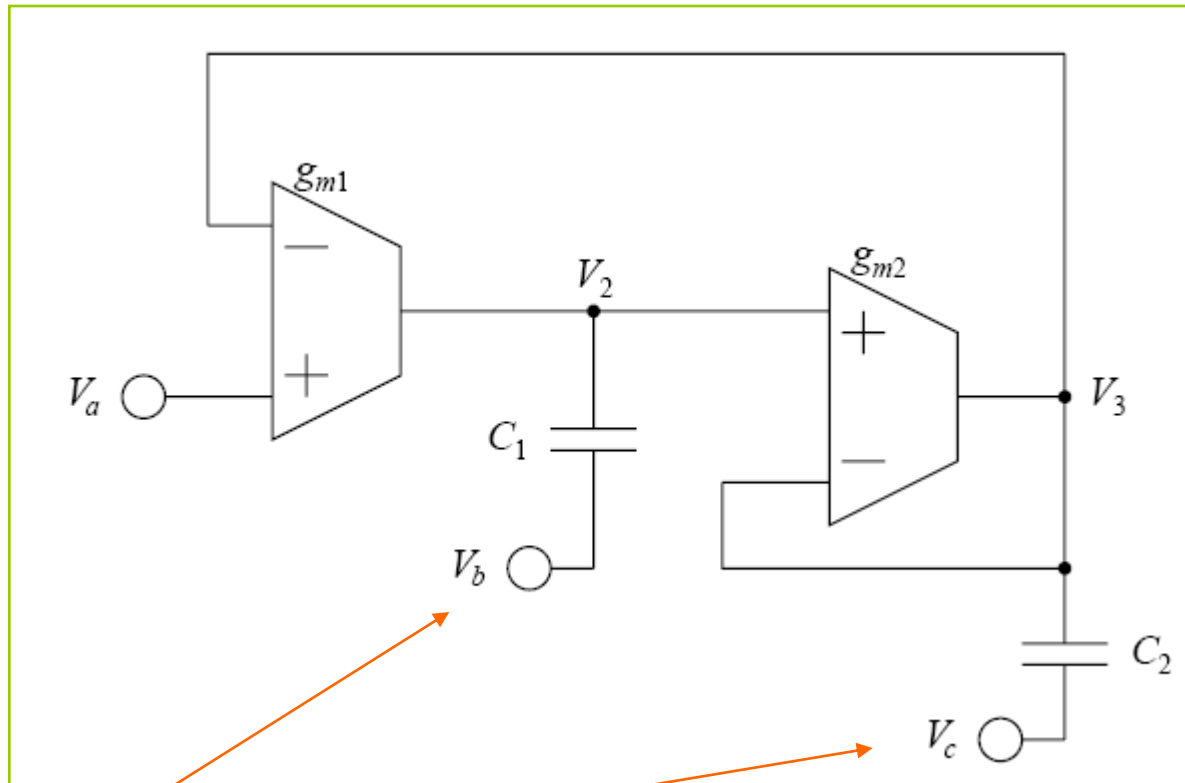 g_{m1}
−
+
V_a
V_2
C_1
V_b
g_{m2}
+
−
V_3
C_2
V_c